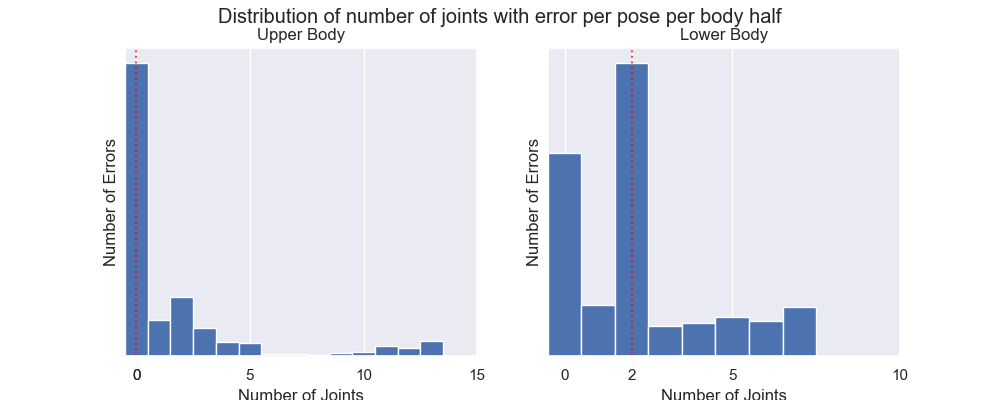 Distribution of number of joints with error per pose per body half
Upper Body
Number of Errors
0 5 10 15
Number of Joints
Lower Body
Number of Errors
0 2 5 10
Number of Joints